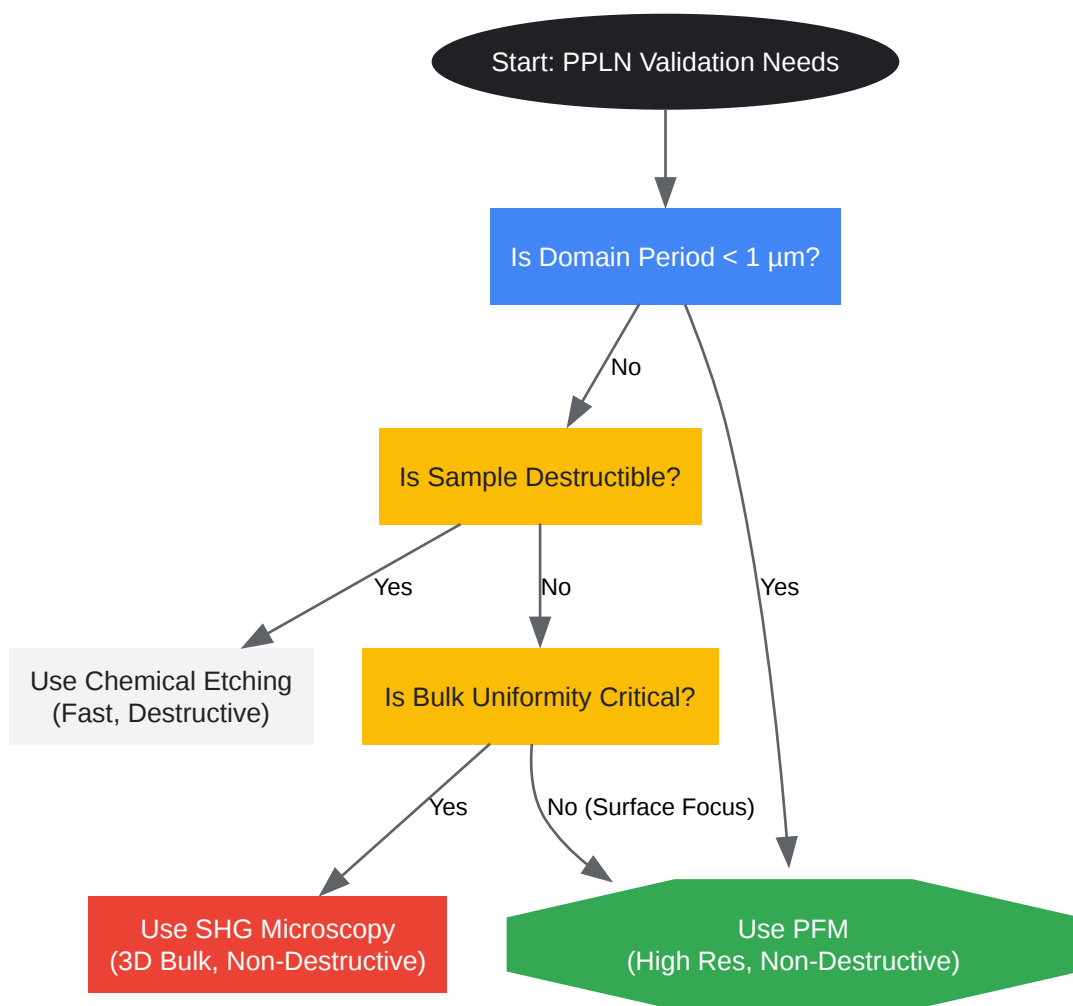 Start: PPLN Validation Needs
Is Domain Period < 1 µm?
No
Is Sample Destructible?
Yes
No
Yes
Use Chemical Etching
(Fast, Destructive)
Is Bulk Uniformity Critical?
Yes
No (Surface Focus)
Use SHG Microscopy
(3D Bulk, Non-Destructive)
Use PFM
(High Res, Non-Destructive)